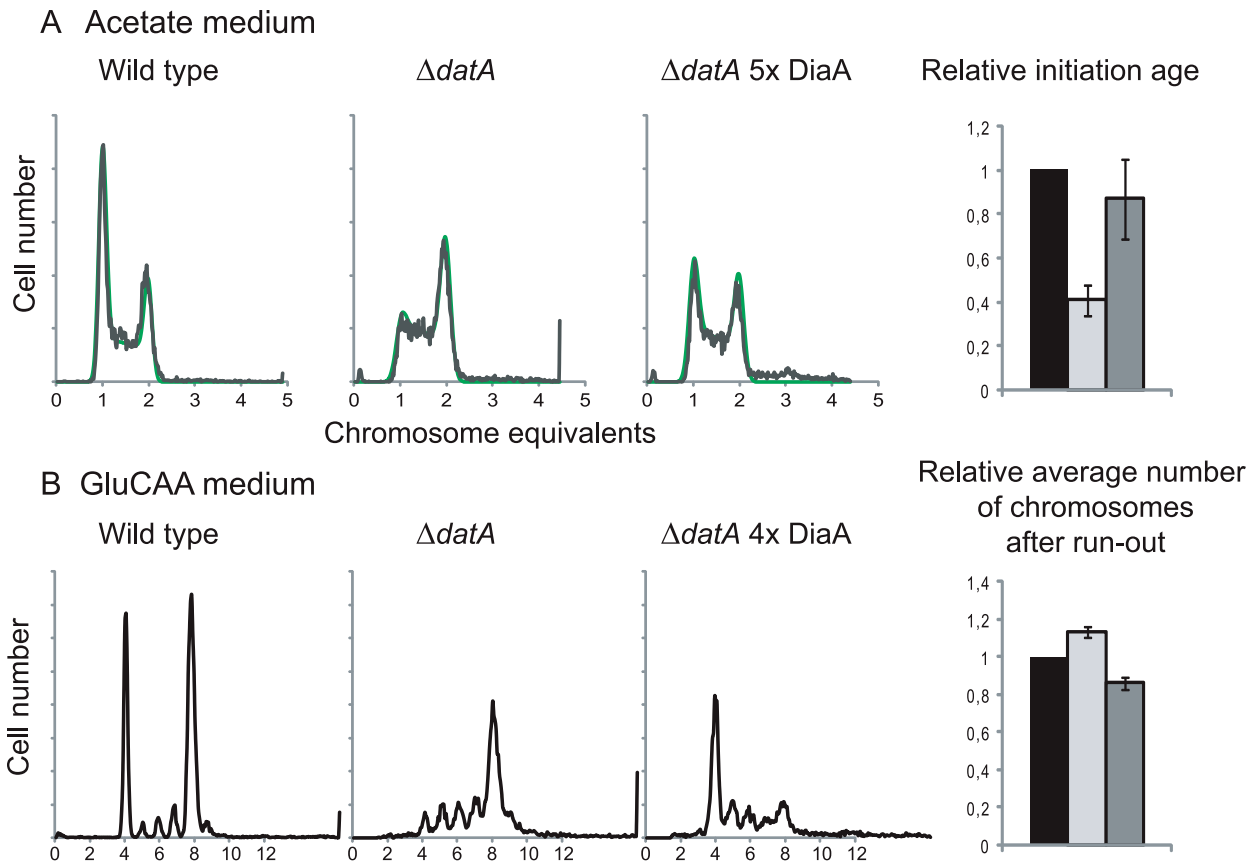 A Acetate medium
Wild type
ΔdatA
ΔdatA 5x DiaA
Relative initiation age
Cell number
0 1 2 3 4 5
0 1 2 3 4 5
0 1 2 3 4 5
1,2
1
0,8
0,6
0,4
0,2
0
Chromosome equivalents
B GluCAA medium
Wild type
ΔdatA
ΔdatA 4x DiaA
Relative average number
of chromosomes
after run-out
Cell number
0 2 4 6 8 10 12
0 2 4 6 8 10 12
0 2 4 6 8 10 12
1,4
1,2
1
0,8
0,6
0,4
0,2
0